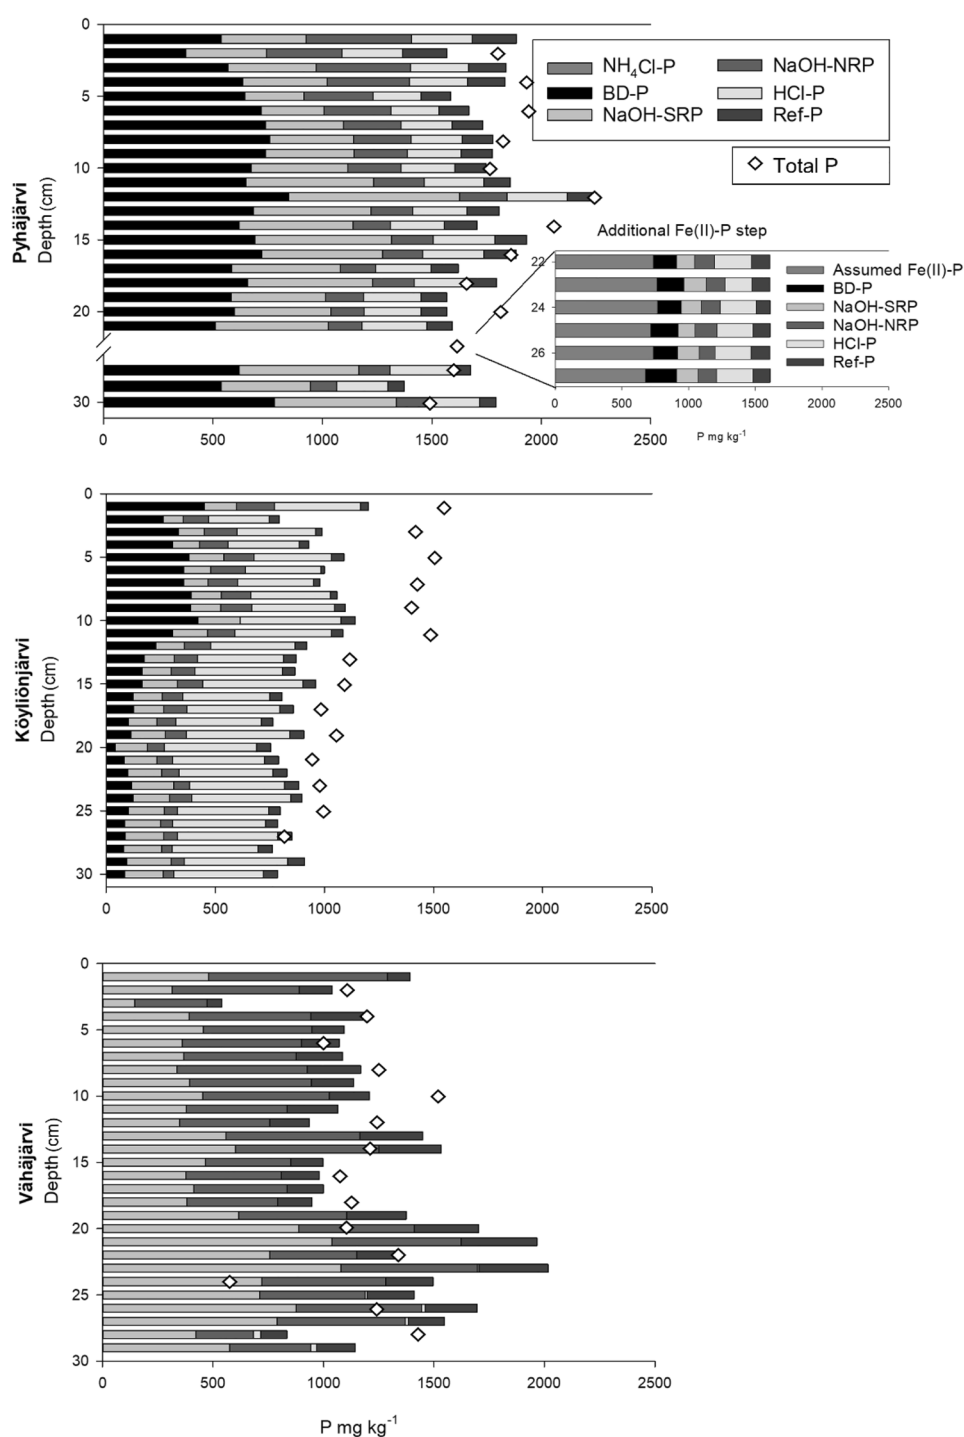 0
5
10
15
20
30
Pyhäjärvi
Depth (cm)
NH4Cl-P
BD-P
NaOH-SRP
NaOH-NRP
HCl-P
Ref-P
Total P
Additional Fe(II)-P step
22
24
26
0 500 1000 1500 2000 2500
P mg kg-1
Assumed Fe(II)-P
BD-P
NaOH-SRP
NaOH-NRP
HCl-P
Ref-P
0 500 1000 1500 2000 2500
0
5
10
15
20
25
30
Köyliönjärvi
Depth (cm)
0 500 1000 1500 2000 2500
0
5
10
15
20
25
30
Vähäjärvi
Depth (cm)
0 500 1000 1500 2000 2500
P mg kg-1